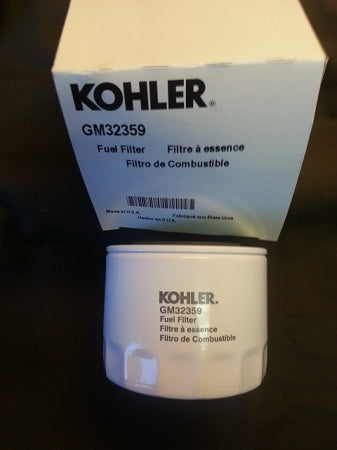 KOHLER®
GM32359
Fuel Filter Filtre à essence
Filtro de Combustible
Made in U.S.A. Fabriqué aux États Unis
Hecho en E.U.A.
KOHLER.
GM32359
Fuel Filter
Filtre à essence
Filtro de Combustible